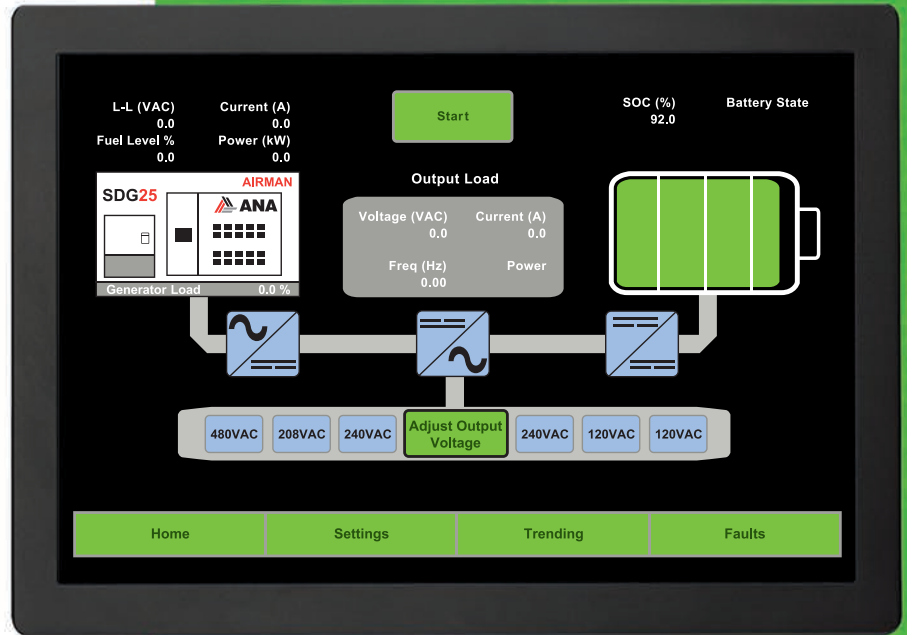 L-L (VAC) Current (A)
0.0 0.0
Fuel Level % Power (kW)
0.0 0.0
Start
SOC (%) Battery State
92.0
AIRMAN
SDG25
ANA
Generator Load 0.0 %
Output Load
Voltage (VAC) Current (A)
0.0 0.0
Freq (Hz) Power
0.00
480VAC 208VAC 240VAC Adjust Output Voltage 240VAC 120VAC 120VAC
Home Settings Trending Faults